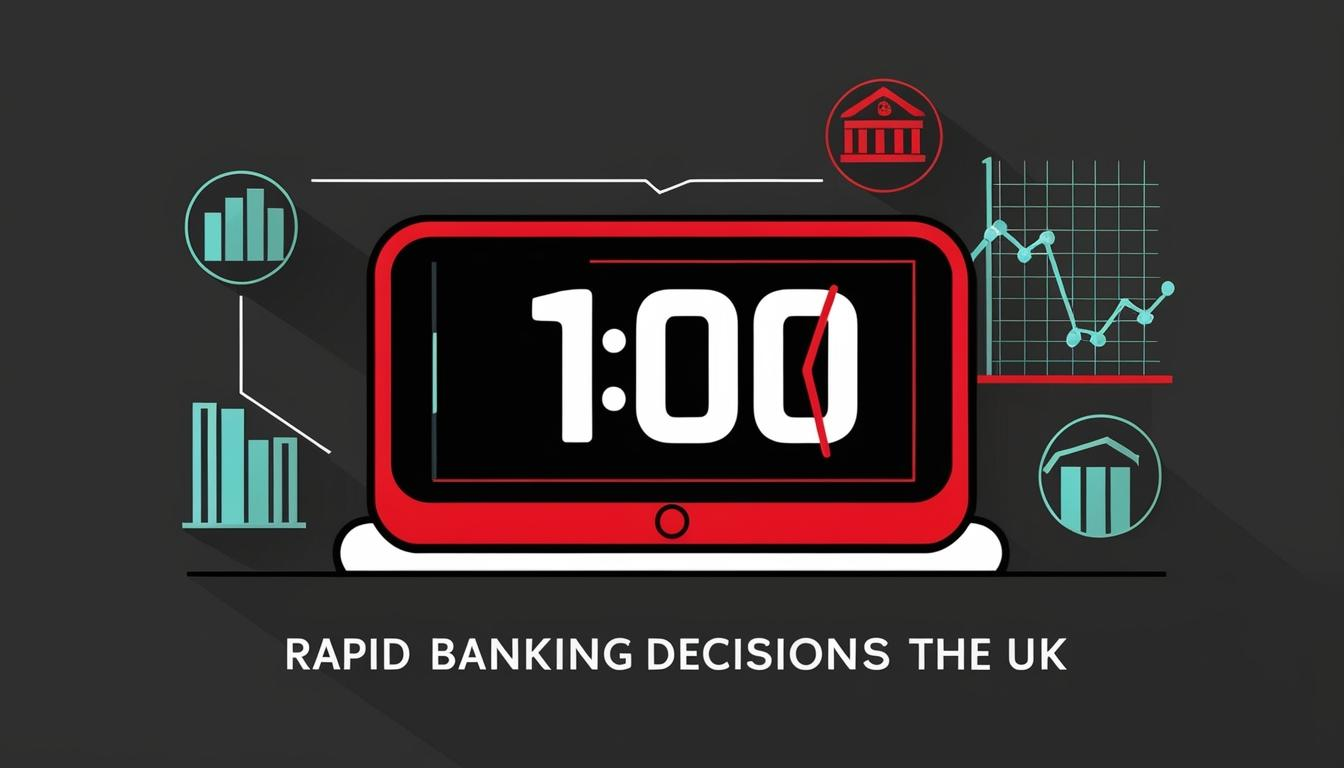 1:00
RAPID BANKING DECISIONS THE UK